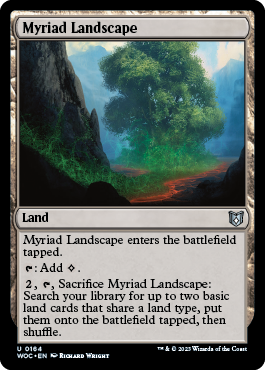 Myriad Landscape
Land
Myriad Landscape enters the battlefield
tapped.
: Add .
2, , Sacrifice Myriad Landscape:
Search your library for up to two basic
land cards that share a land type, put
them onto the battlefield tapped, then
shuffle.
U 0164
WOC • EN Richard Wright
™ & © 2023 Wizards of the Coast